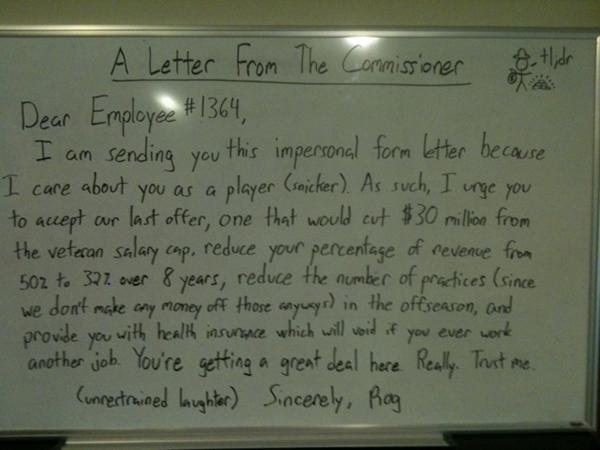 A Letter From The Commissioner
-tl;dr
Dear Employee #1364,
I am sending you this impersonal form letter because
I care about you as a player (snicker). As such, I urge you
to accept our last offer, one that would cut $30 million from
the veteran salary cap, reduce your percentage of revenue from
50% to 32% over 8 years, reduce the number of practices (since
we don't make any money off those anyways) in the offseason, and
provide you with health insurance which will void if you ever work
another job. You're getting a great deal here. Really. Trust me.
(unrestrained laughter) Sincerely, Rog